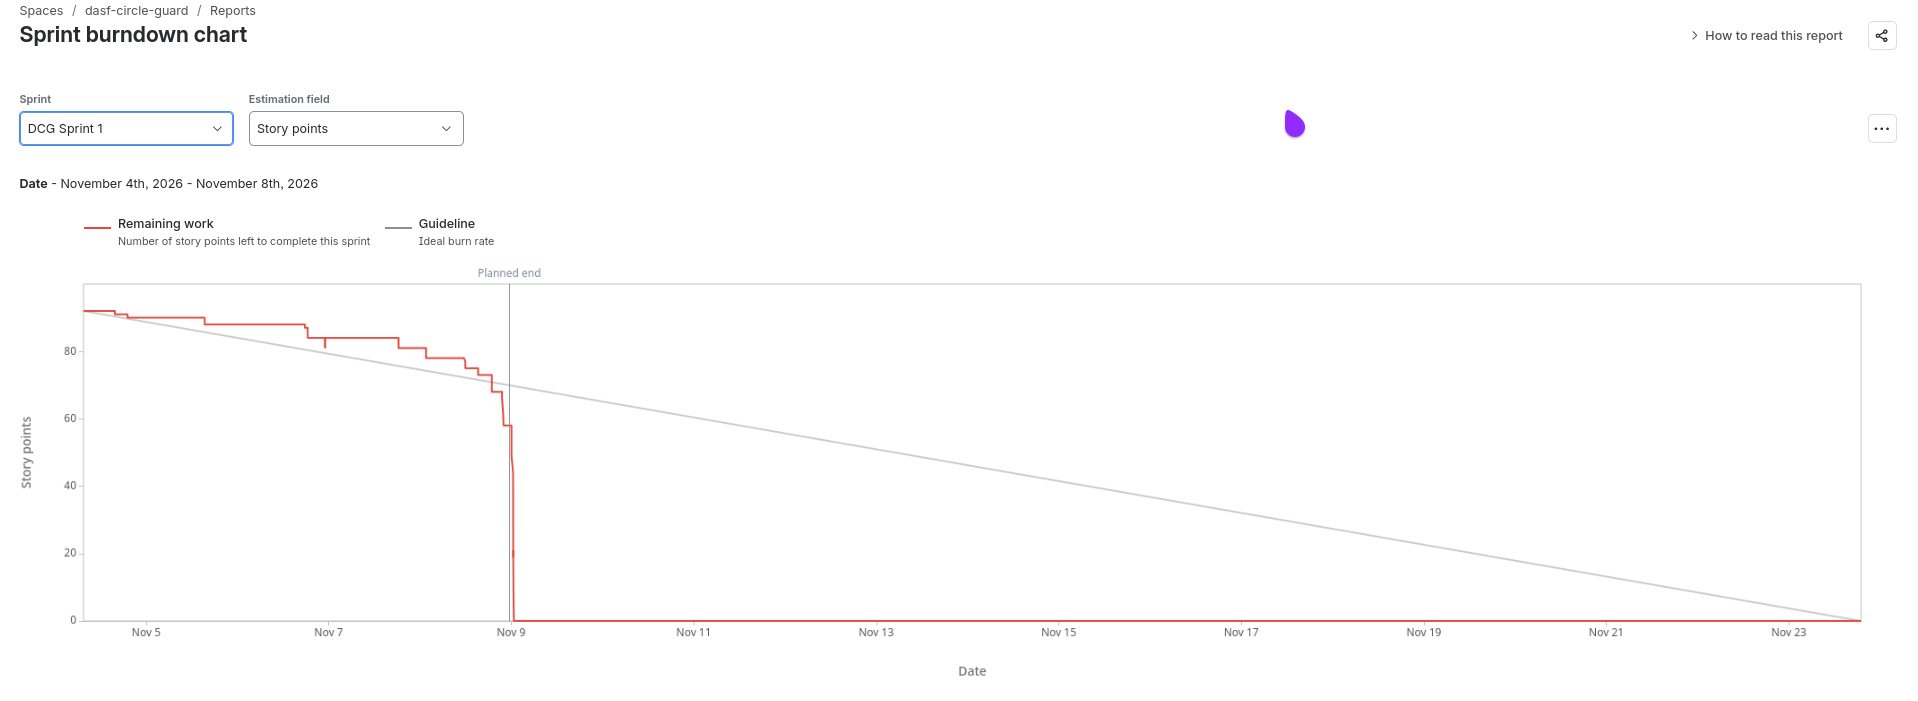 Spaces / dasf-circle-guard / Reports
Sprint burndown chart
How to read this report
Sprint
Estimation field
DCG Sprint 1
Story points
Date - November 4th, 2026 - November 8th, 2026
Remaining work
Number of story points left to complete this sprint
Guideline
Ideal burn rate
Planned end
Story points
80
60
40
20
0
Nov 5
Nov 7
Nov 9
Nov 11
Nov 13
Nov 15
Nov 17
Nov 19
Nov 21
Nov 23
Date